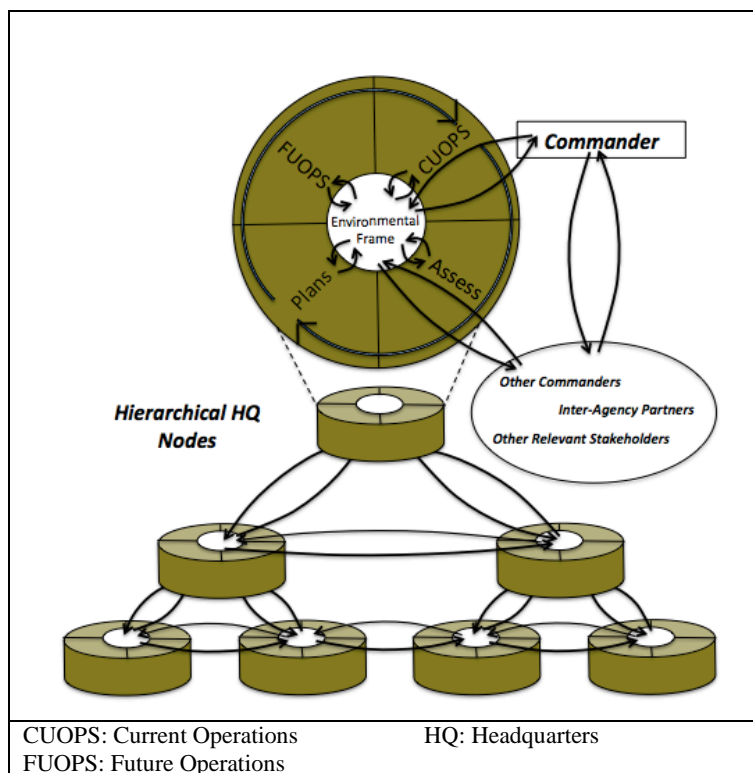 FUOPS
CUOPS
Commander
Environmental
Frame
Plans
Assess
Other Commanders
Inter-Agency Partners
Other Relevant Stakeholders
Hierarchical HQ
Nodes
CUOPS: Current Operations HQ: Headquarters
FUOPS: Future Operations